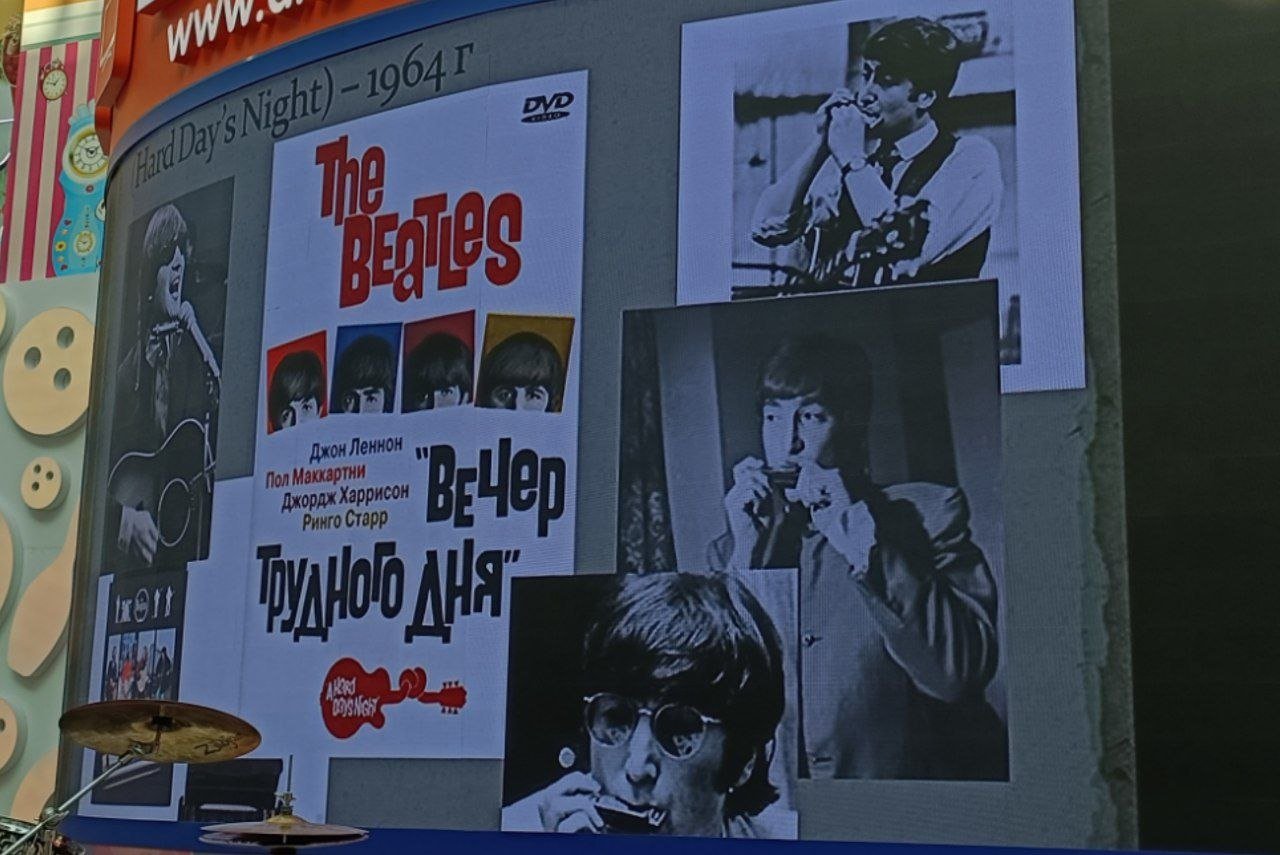 www.
Hard Day's Night) – 1964 г
DVD
VIDEO
The
BEATLES
Джон Леннон
Пол Маккартни
Джордж Харрисон
Ринго Старр
"ВЕЧЕР
ТРУДНОГО ДНЯ"
A HARD
DAY'S NIGHT